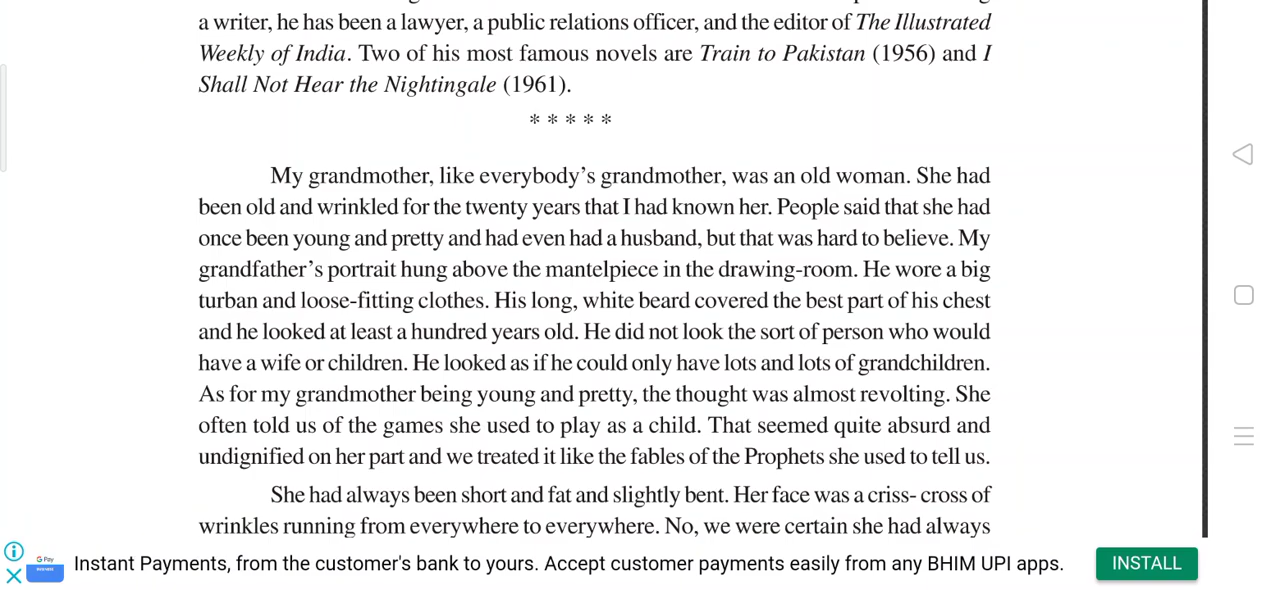 a writer, he has been a lawyer, a public relations officer, and the editor of The Illustrated
Weekly of India. Two of his most famous novels are Train to Pakistan (1956) and I
Shall Not Hear the Nightingale (1961).
* * * * *
My grandmother, like everybody’s grandmother, was an old woman. She had
been old and wrinkled for the twenty years that I had known her. People said that she had
once been young and pretty and had even had a husband, but that was hard to believe. My
grandfather’s portrait hung above the mantelpiece in the drawing-room. He wore a big
turban and loose-fitting clothes. His long, white beard covered the best part of his chest
and he looked at least a hundred years old. He did not look the sort of person who would
have a wife or children. He looked as if he could only have lots and lots of grandchildren.
As for my grandmother being young and pretty, the thought was almost revolting. She
often told us of the games she used to play as a child. That seemed quite absurd and
undignified on her part and we treated it like the fables of the Prophets she used to tell us.
She had always been short and fat and slightly bent. Her face was a criss- cross of
wrinkles running from everywhere to everywhere. No, we were certain she had always
G Pay
Instant Payments, from the customer's bank to yours. Accept customer payments easily from any BHIM UPI apps.
INSTALL